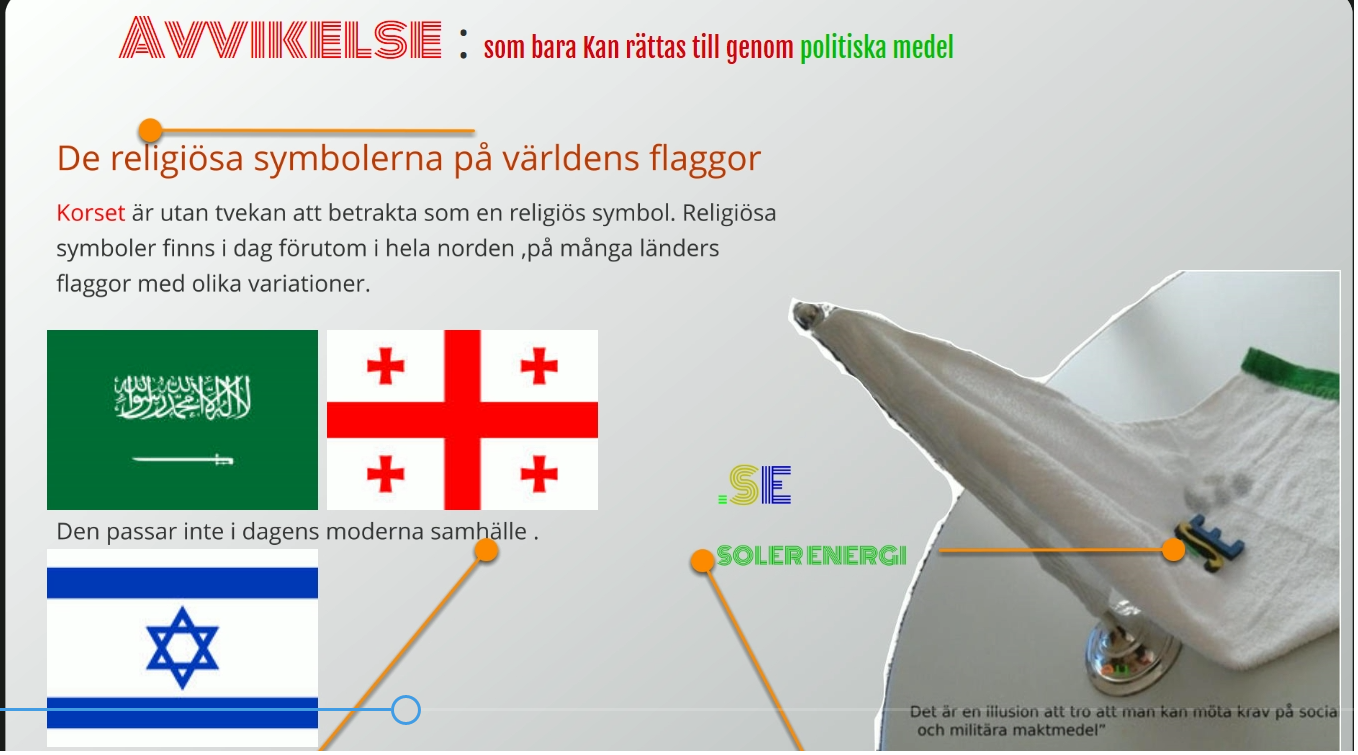 AVVIKELSE : som bara Kan rättas till genom politiska medel
De religiösa symbolerna på världens flaggor
Korset är utan tvekan att betrakta som en religiös symbol. Religiösa
symboler finns i dag förutom i hela norden ,på många länders
flaggor med olika variationer.
لا إله إلا الله محمد رسول الله
Den passar inte i dagens moderna samhälle .
.SE
SOLERENERGI
SE
Det är en illusion att tro att man kan möta krav på socia
och militära maktmedel”